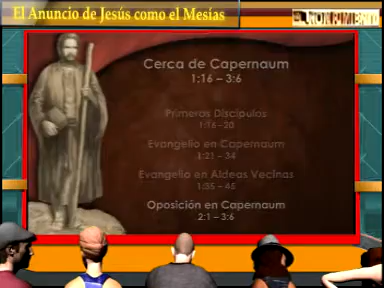 El Anuncio de Jesús como el Mesías
Cerca de Capernaum
1:16 – 3:6
Primeros Discípulos
1:16 – 20
Evangelio en Capernaum
1:21 – 34
Evangelio en Aldeas Vecinas
1:35 – 45
Oposición en Capernaum
2:1 – 3:6